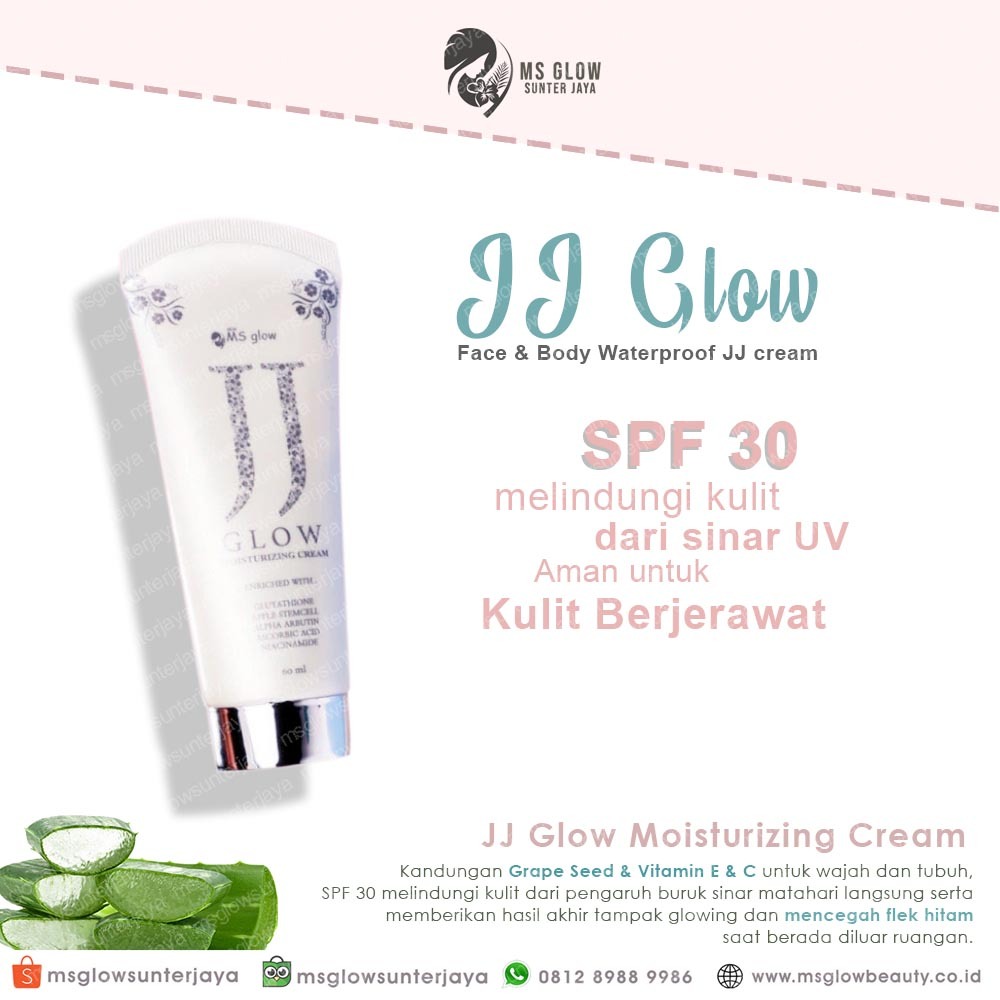 MS GLOW
SUNTER JAYA
JJ Glow
Face & Body Waterproof JJ cream
MS glow
JJ
GLOW
MOISTURIZING CREAM
ENRICHED WITH
GLUTATHIONE
APPLE STEMCELL
ALPHA ARBUTIN
ASCORBIC ACID
NIACINAMIDE
60 ml
SPF 30
melindungi kulit
dari sinar UV
Aman untuk
Kulit Berjerawat
JJ Glow Moisturizing Cream
Kandungan Grape Seed & Vitamin E & C untuk wajah dan tubuh,
SPF 30 melindungi kulit dari pengaruh buruk sinar matahari langsung serta
memberikan hasil akhir tampak glowing dan mencegah flek hitam
saat berada diluar ruangan.
msglowsunterjaya msglowsunterjaya 0812 8988 9986 www.msglowbeauty.co.id